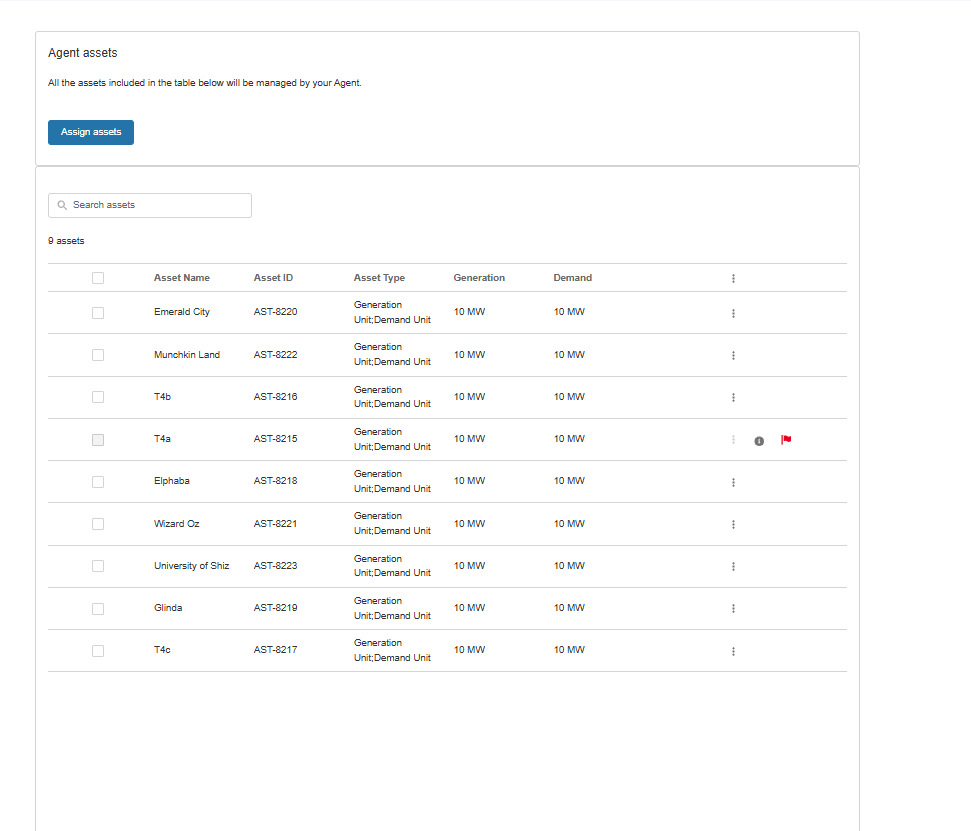 Agent assets
All the assets included in the table below will be managed by your Agent.
Assign assets
Search assets
9 assets
Asset Name Asset ID Asset Type Generation Demand
Emerald City AST-8220 Generation Unit;Demand Unit 10 MW 10 MW
Munchkin Land AST-8222 Generation Unit;Demand Unit 10 MW 10 MW
T4b AST-8216 Generation Unit;Demand Unit 10 MW 10 MW
T4a AST-8215 Generation Unit;Demand Unit 10 MW 10 MW
Elphaba AST-8218 Generation Unit;Demand Unit 10 MW 10 MW
Wizard Oz AST-8221 Generation Unit;Demand Unit 10 MW 10 MW
University of Shiz AST-8223 Generation Unit;Demand Unit 10 MW 10 MW
Glinda AST-8219 Generation Unit;Demand Unit 10 MW 10 MW
T4c AST-8217 Generation Unit;Demand Unit 10 MW 10 MW